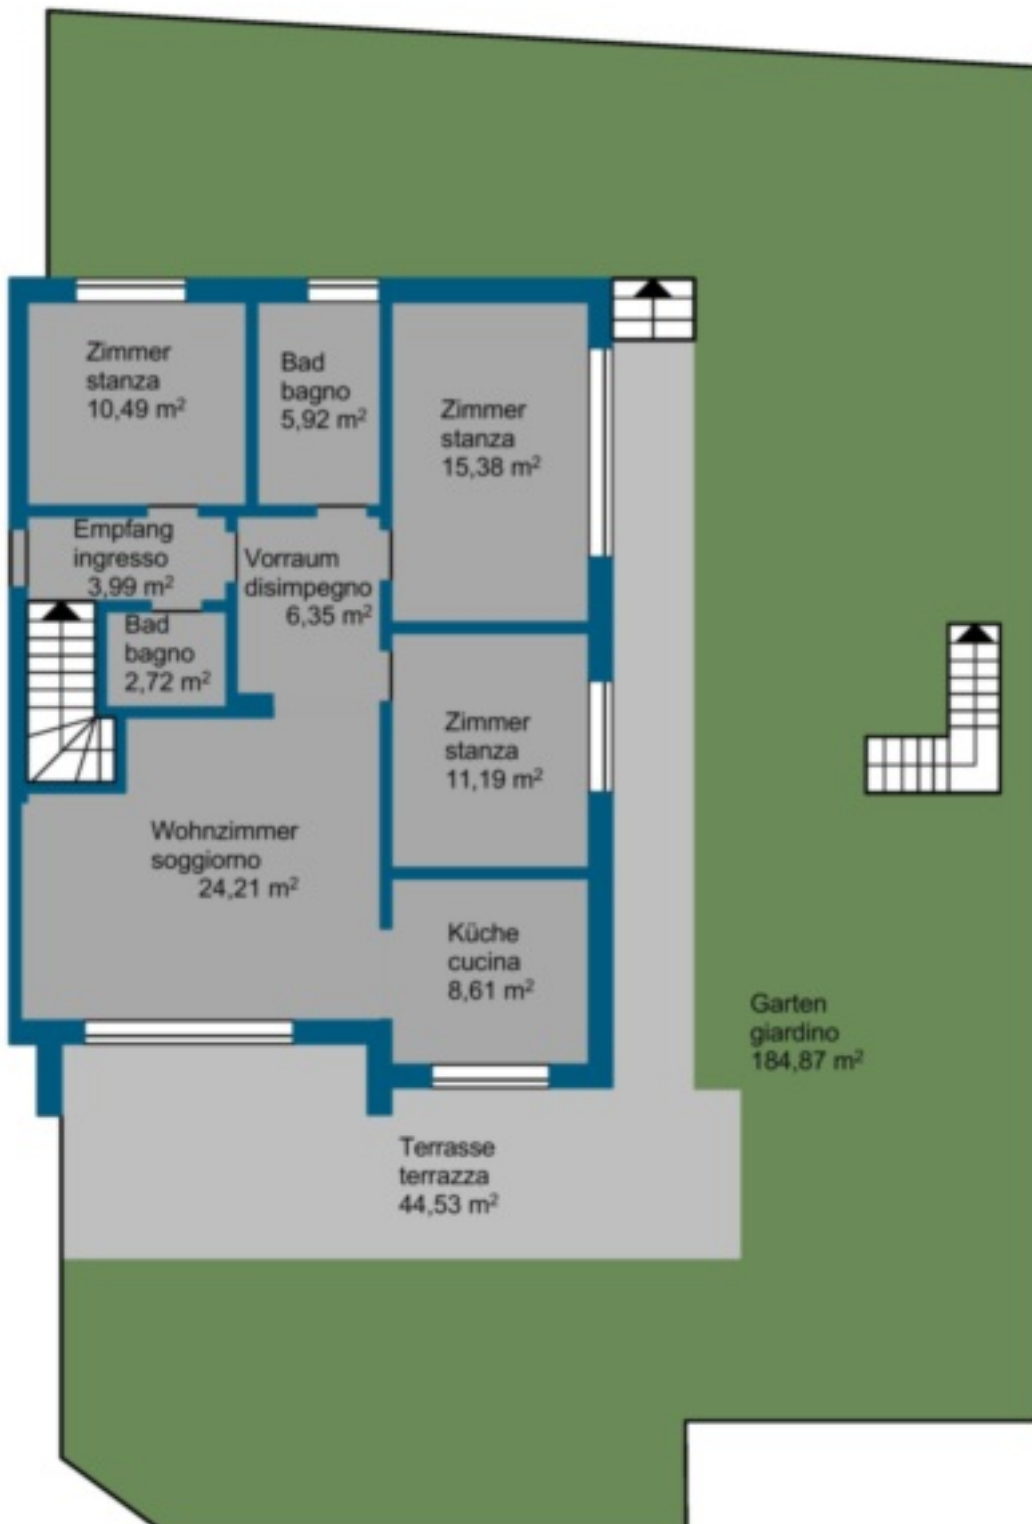 Zimmer
stanza
10,49 m²
Bad
bagno
5,92 m²
Zimmer
stanza
15,38 m²
Empfang
ingresso
3,99 m²
Vorraum
disimpegno
6,35 m²
Bad
bagno
2,72 m²
Zimmer
stanza
11,19 m²
Wohnzimmer
soggiorno
24,21 m²
Küche
cucina
8,61 m²
Garten
giardino
184,87 m²
Terrasse
terrazza
44,53 m²